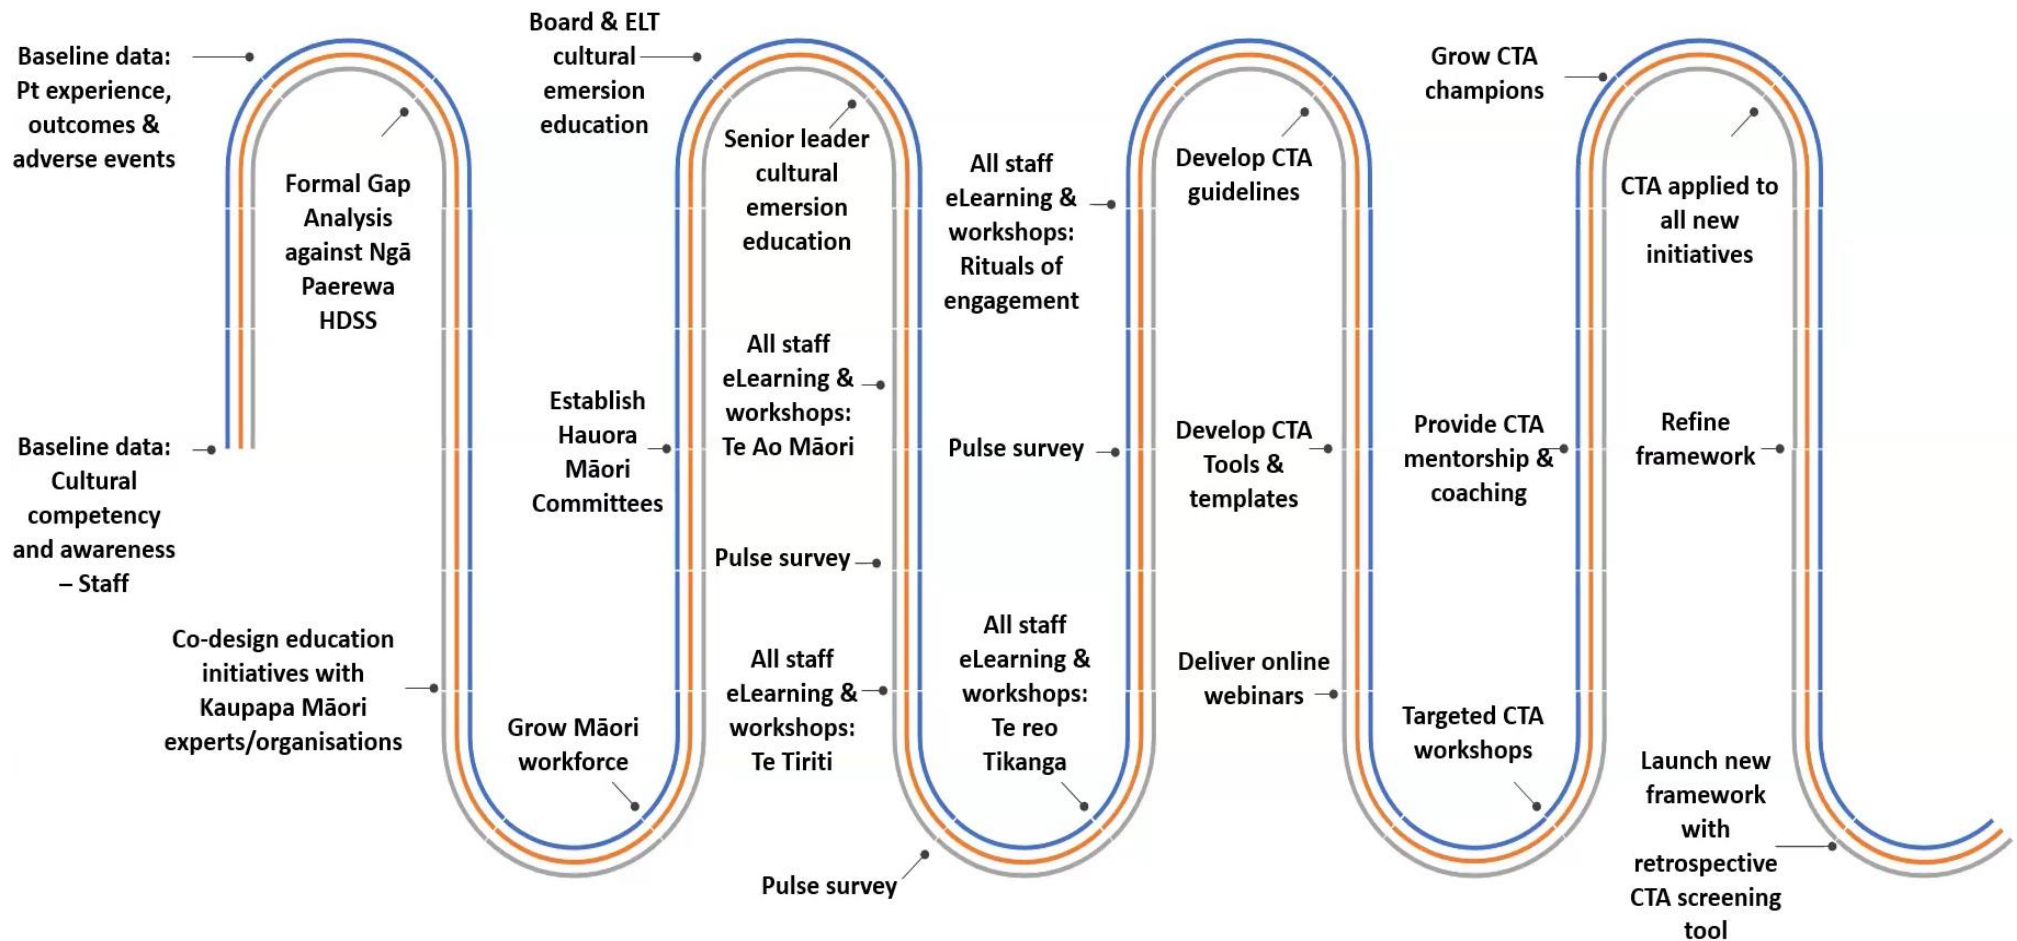 Baseline data:
Cultural
competency
and awareness
– Staff
Baseline data:
Pt experience,
outcomes &
adverse events
Formal Gap
Analysis
against Ngā
Paerewa
HDSS
Co-design education
initiatives with
Kaupapa Māori
experts/organisations
Grow Māori
workforce
Establish
Hauora
Māori
Committees
Board & ELT
cultural
emersion
education
Senior leader
cultural
emersion
education
All staff
eLearning &
workshops:
Te Ao Māori
Pulse survey
All staff
eLearning &
workshops:
Te Tiriti
Pulse survey
All staff
eLearning &
workshops:
Te reo
Tikanga
Pulse survey
All staff
eLearning &
workshops:
Rituals of
engagement
Develop CTA
guidelines
Develop CTA
Tools &
templates
Deliver online
webinars
Targeted CTA
workshops
Provide CTA
mentorship &
coaching
Grow CTA
champions
CTA applied to
all new
initiatives
Refine
framework
Launch new
framework
with
retrospective
CTA screening
tool